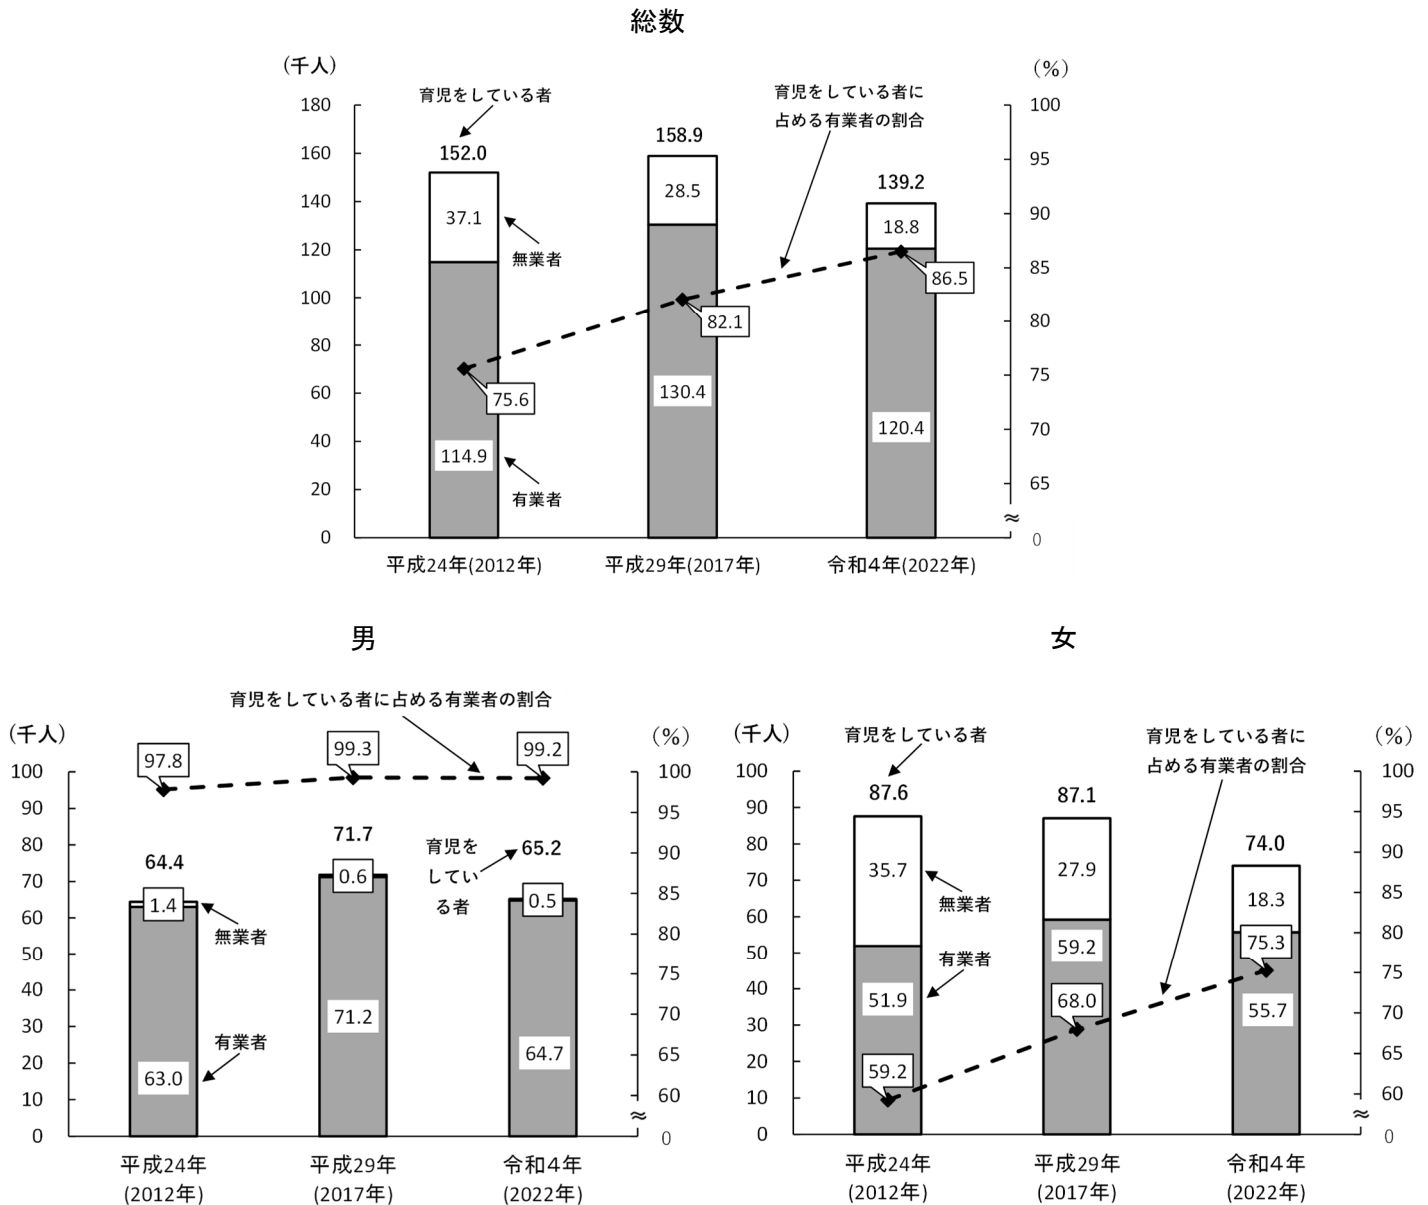 総数
(千人)
(%)
育児をしている者
育児をしている者に
占める有業者の割合
180
160
140
120
100
80
60
40
20
0
100
95
90
85
80
75
70
65
≈
0
152.0
158.9
139.2
37.1
28.5
18.8
無業者
75.6
82.1
86.5
114.9
130.4
120.4
有業者
平成24年(2012年)
平成29年(2017年)
令和4年(2022年)
男
育児をしている者に占める有業者の割合
(千人)
(%)
100
90
80
70
60
50
40
30
20
10
0
100
95
90
85
80
75
70
65
60
≈
0
97.8
99.3
99.2
64.4
71.7
65.2
育児を
してい
る者
1.4
0.6
0.5
無業者
有業者
63.0
71.2
64.7
平成24年
(2012年)
平成29年
(2017年)
令和4年
(2022年)
女
(千人)
(%)
育児をしている者
育児をしている者に
占める有業者の割合
100
90
80
70
60
50
40
30
20
10
0
100
95
90
85
80
75
70
65
60
≈
0
87.6
87.1
74.0
35.7
27.9
18.3
無業者
有業者
51.9
59.2
55.7
59.2
68.0
75.3
平成24年
(2012年)
平成29年
(2017年)
令和4年
(2022年)